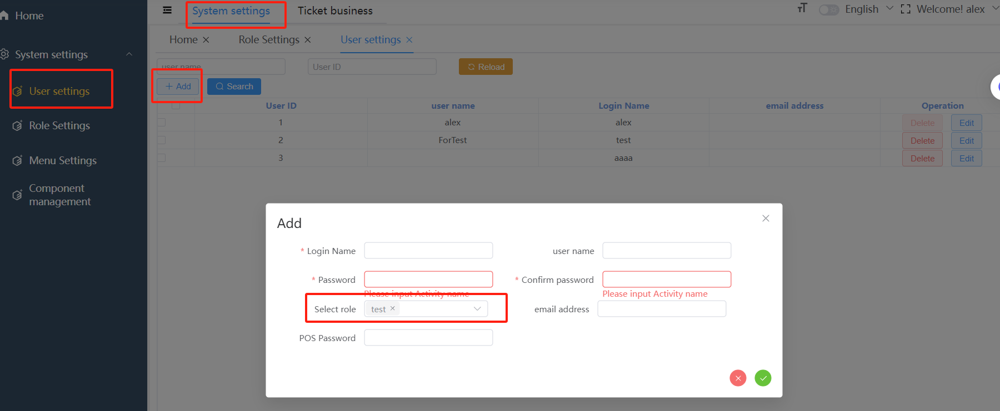 Home
System settings
User settings
Role Settings
Menu Settings
Component
management
System settings Ticket business
English Welcome! alex
Home Role Settings User settings
user name User ID Reload
Add Search
User ID user name Login Name email address Operation
1 alex alex Delete Edit
2 ForTest test Delete Edit
3 aaaa Delete Edit
Add
* Login Name user name
* Password * Confirm password
Please input Activity name Please input Activity name
Select role test email address
POS Password